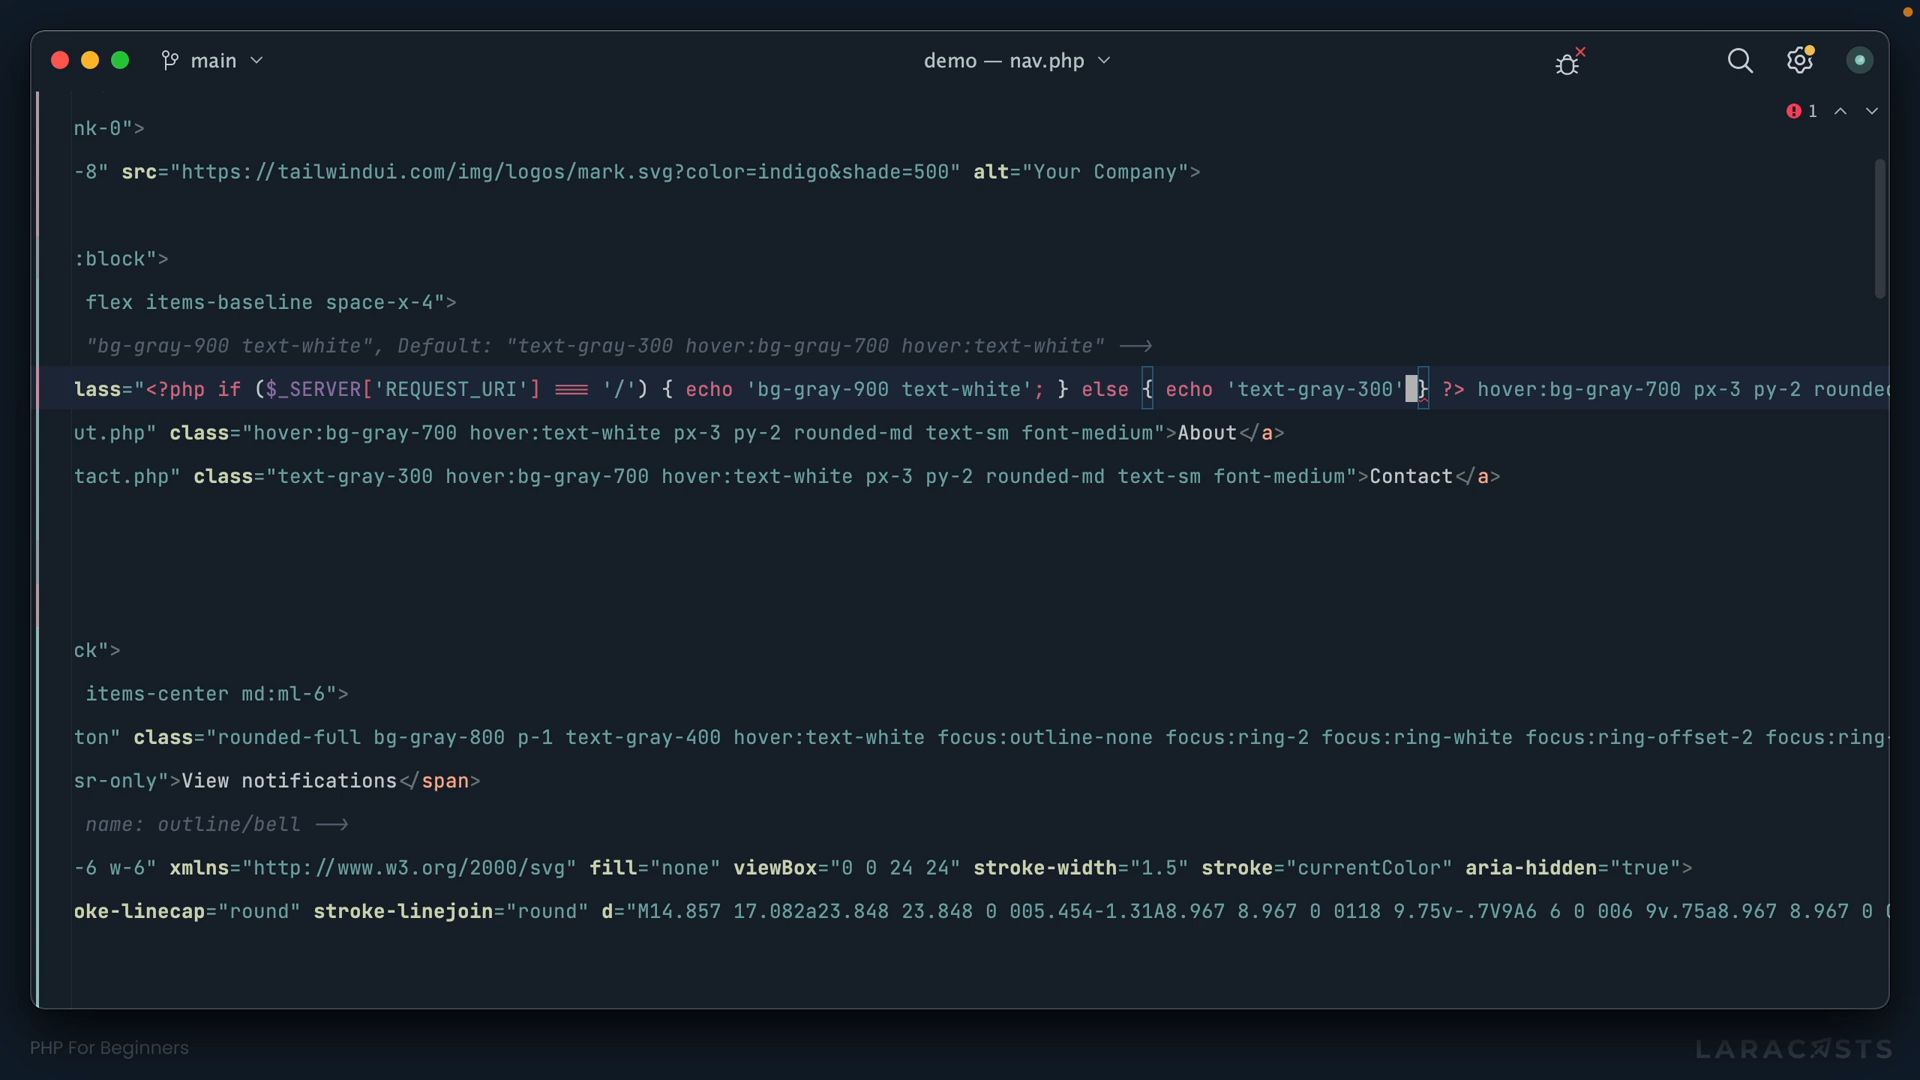 main
demo — nav.php
1
nk-0">
-8" src="https://tailwindui.com/img/logos/mark.svg?color=indigo&shade=500" alt="Your Company">
:block">
flex items-baseline space-x-4">
"bg-gray-900 text-white", Default: "text-gray-300 hover:bg-gray-700 hover:text-white" -->
lass="<?php if ($_SERVER['REQUEST_URI'] === '/') { echo 'bg-gray-900 text-white'; } else { echo 'text-gray-300' } ?> hover:bg-gray-700 px-3 py-2 rounded
ut.php" class="hover:bg-gray-700 hover:text-white px-3 py-2 rounded-md text-sm font-medium">About</a>
tact.php" class="text-gray-300 hover:bg-gray-700 hover:text-white px-3 py-2 rounded-md text-sm font-medium">Contact</a>
ck">
items-center md:ml-6">
ton" class="rounded-full bg-gray-800 p-1 text-gray-400 hover:text-white focus:outline-none focus:ring-2 focus:ring-white focus:ring-offset-2 focus:ring-
sr-only">View notifications</span>
name: outline/bell -->
-6 w-6" xmlns="http://www.w3.org/2000/svg" fill="none" viewBox="0 0 24 24" stroke-width="1.5" stroke="currentColor" aria-hidden="true">
oke-linecap="round" stroke-linejoin="round" d="M14.857 17.082a23.848 23.848 0 005.454-1.31A8.967 8.967 0 0118 9.75v-.7V9A6 6 0 006 9v.75a8.967 8.967 0 0
PHP For Beginners
LARACASTS